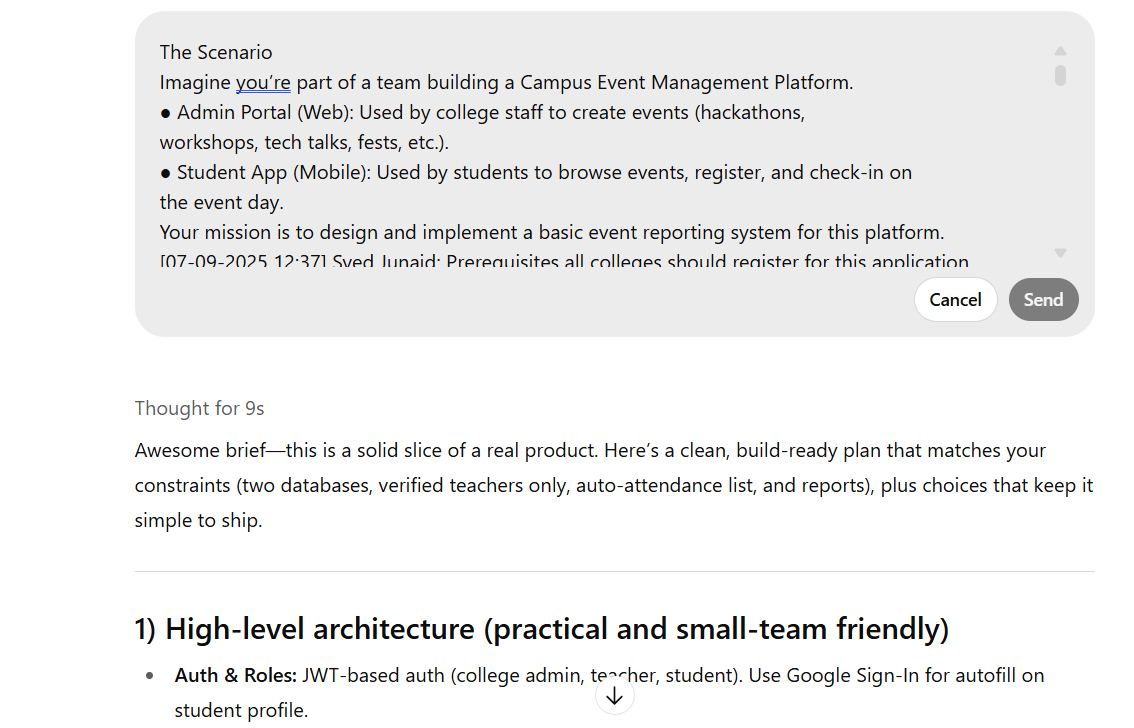 The Scenario
Imagine you’re part of a team building a Campus Event Management Platform.
● Admin Portal (Web): Used by college staff to create events (hackathons,
workshops, tech talks, fests, etc.).
● Student App (Mobile): Used by students to browse events, register, and check-in on
the event day.
Your mission is to design and implement a basic event reporting system for this platform.
[07-09-2025 12:37] Syed Junaid: Prerequisites all colleges should register for this application
Cancel
Send
Thought for 9s
Awesome brief—this is a solid slice of a real product. Here’s a clean, build-ready plan that matches your
constraints (two databases, verified teachers only, auto-attendance list, and reports), plus choices that keep it
simple to ship.
1) High-level architecture (practical and small-team friendly)
• Auth & Roles: JWT-based auth (college admin, teacher, student). Use Google Sign-In for autofill on
student profile.